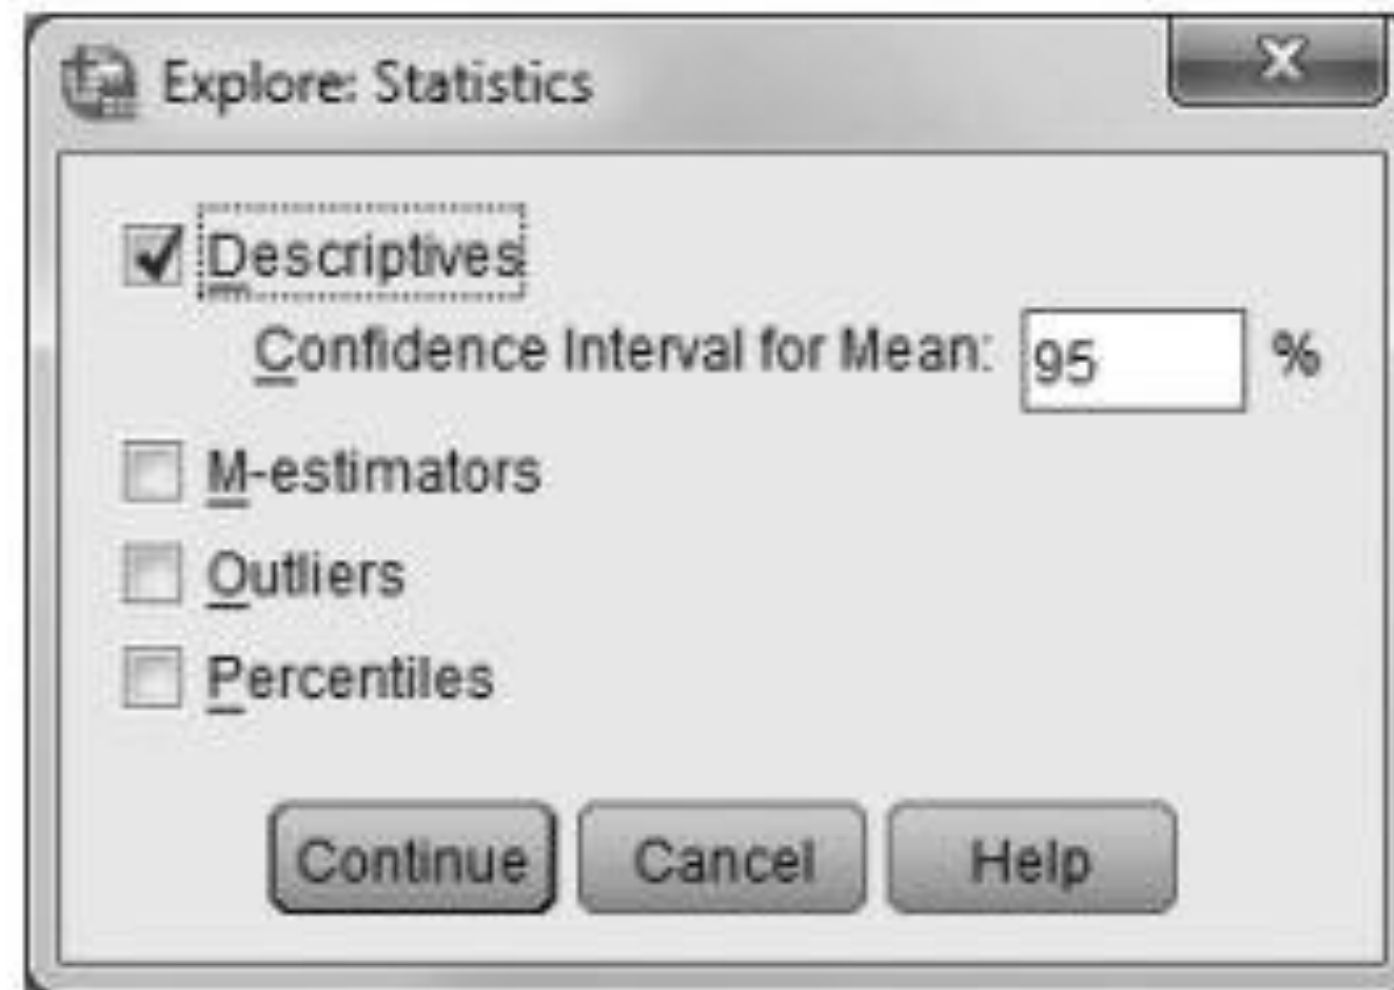 Explore: Statistics
Descriptives
Confidence Interval for Mean: 95 %
M-estimators
Outliers
Percentiles
Continue Cancel Help